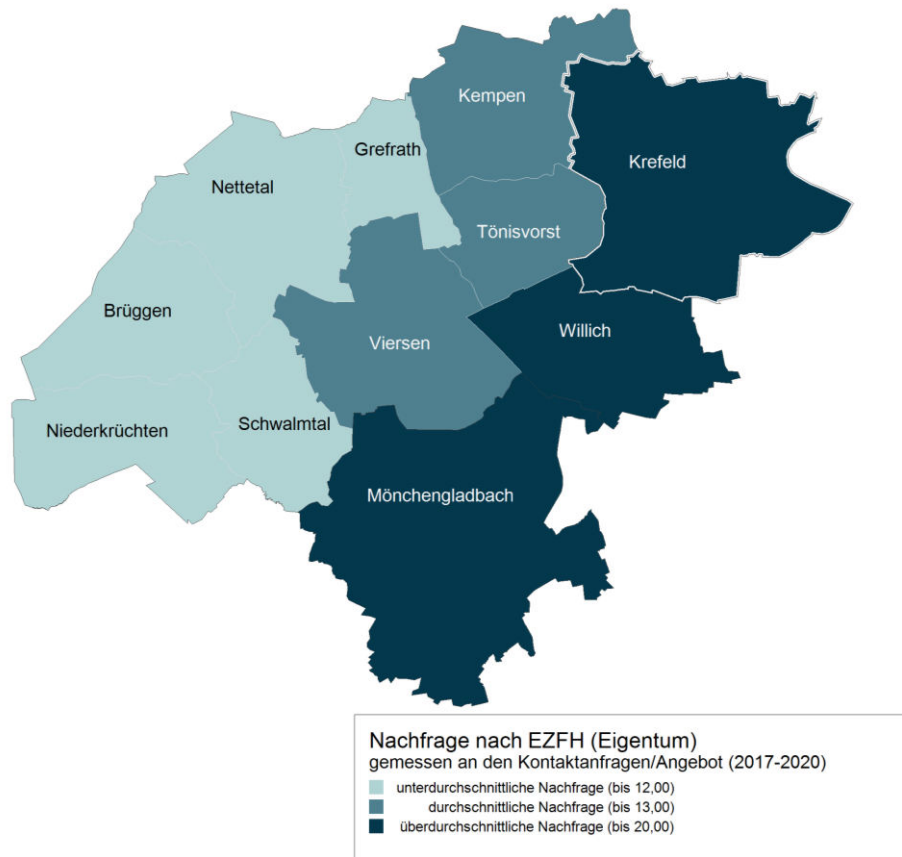 Kempen
Grefrath
Krefeld
Nettetal
Tönisvorst
Brüggen
Willich
Viersen
Schwalmtal
Niederkrüchten
Mönchengladbach
Nachfrage nach EZFH (Eigentum)
gemessen an den Kontaktanfragen/Angebot (2017-2020)
unterdurchschnittliche Nachfrage (bis 12,00)
durchschnittliche Nachfrage (bis 13,00)
überdurchschnittliche Nachfrage (bis 20,00)